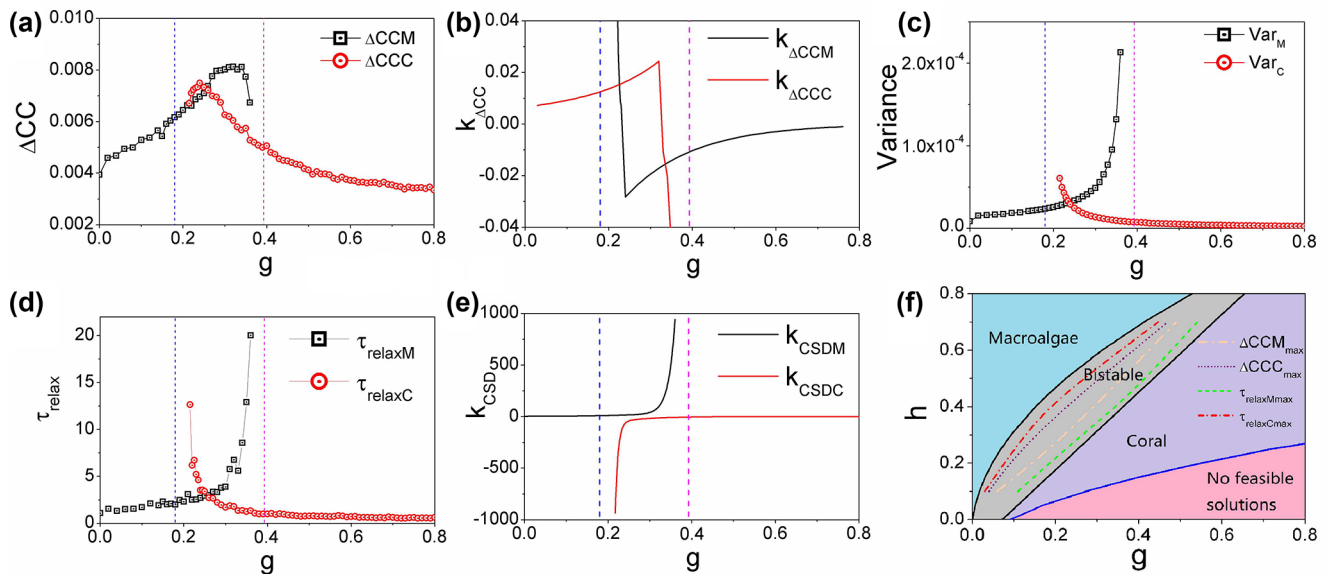 (a)
0.010
0.008
0.006
0.004
0.002
ΔCC
ΔCCM
ΔCCC
0.0 0.2 0.4 0.6 0.8
g
(b)
0.04
0.02
0.00
-0.02
-0.04
kΔCC
kΔCCM
kΔCCC
0.0 0.2 0.4 0.6 0.8
g
(c)
2.0x10⁻⁴
1.0x10⁻⁴
0.0
Variance
VarM
VarC
0.0 0.2 0.4 0.6 0.8
g
(d)
20
15
10
5
0
τrelax
τrelaxM
τrelaxC
0.0 0.2 0.4 0.6 0.8
g
(e)
1000
500
0
-500
-1000
kCSD
kCSDM
kCSDC
0.0 0.2 0.4 0.6 0.8
g
(f)
0.8
0.6
0.4
0.2
0.0
h
Macroalgae
Bistable
Coral
No feasible
solutions
ΔCCMmax
ΔCCCmax
τrelaxMmax
τrelaxCmax
0.0 0.2 0.4 0.6 0.8
g